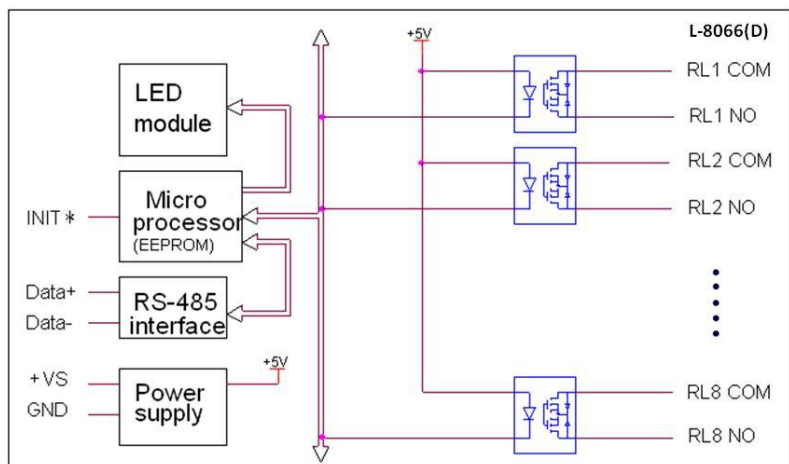 L-8066(D)
+5V
LED
module
RL1 COM
RL1 NO
RL2 COM
RL2 NO
INIT *
Micro
processor
(EEPROM)
Data+
Data-
RS-485
interface
+5V
+VS
GND
Power
supply
RL8 COM
RL8 NO